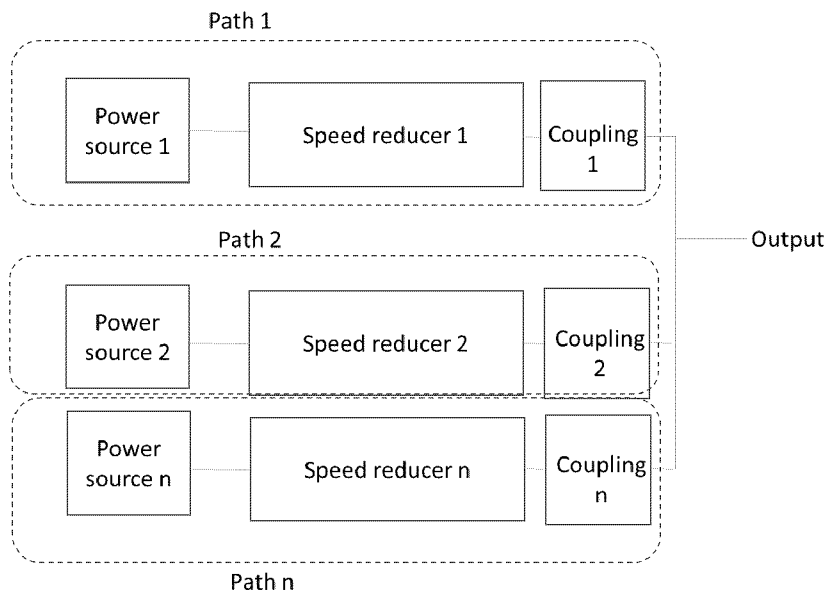 Path 1
Power
source 1
Speed reducer 1
Coupling
1
Path 2
Output
Power
source 2
Speed reducer 2
Coupling
2
Power
source n
Speed reducer n
Coupling
n
Path n